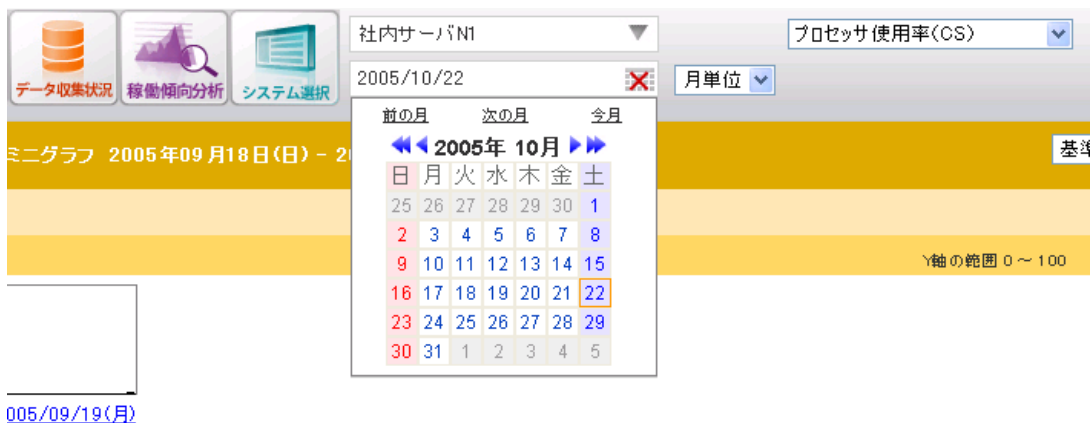 社内サーバN1
プロセッサ使用率(CS)
データ収集状況 稼働傾向分析 システム選択
2005/10/22
月単位
前の月 次の月 今月
2005年 10月
ミニグラフ 2005年09月18日(日) - 2
基準
日 月 火 水 木 金 土
25 26 27 28 29 30 1
2 3 4 5 6 7 8
9 10 11 12 13 14 15
Y軸の範囲 0 ~ 100
16 17 18 19 20 21 22
23 24 25 26 27 28 29
30 31 1 2 3 4 5
005/09/19(月)